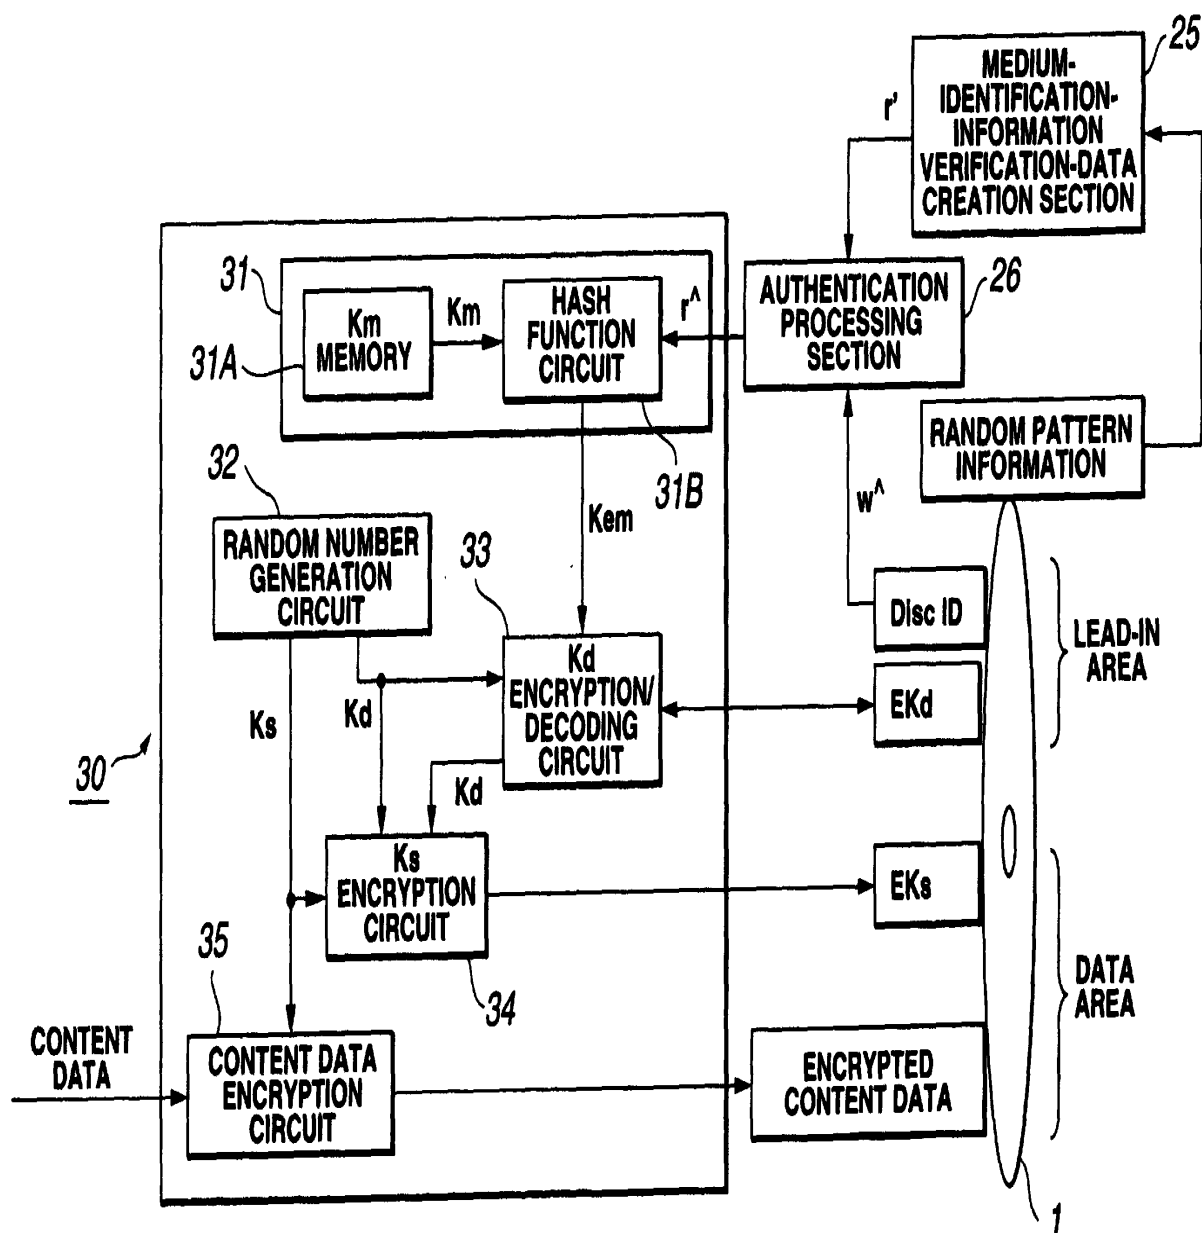 25
MEDIUM-
IDENTIFICATION-
INFORMATION
VERIFICATION-DATA
CREATION SECTION
r'
31
Km
MEMORY
31A
Km
HASH
FUNCTION
CIRCUIT
31B
r^
AUTHENTICATION
PROCESSING
SECTION
26
RANDOM PATTERN
INFORMATION
w^
32
RANDOM NUMBER
GENERATION
CIRCUIT
Kem
33
Kd
ENCRYPTION/
DECODING
CIRCUIT
Disc ID
EKd
LEAD-IN
AREA
Ks
Kd
Kd
30
Ks
ENCRYPTION
CIRCUIT
34
EKs
DATA
AREA
35
CONTENT
DATA
CONTENT DATA
ENCRYPTION
CIRCUIT
ENCRYPTED
CONTENT DATA
1